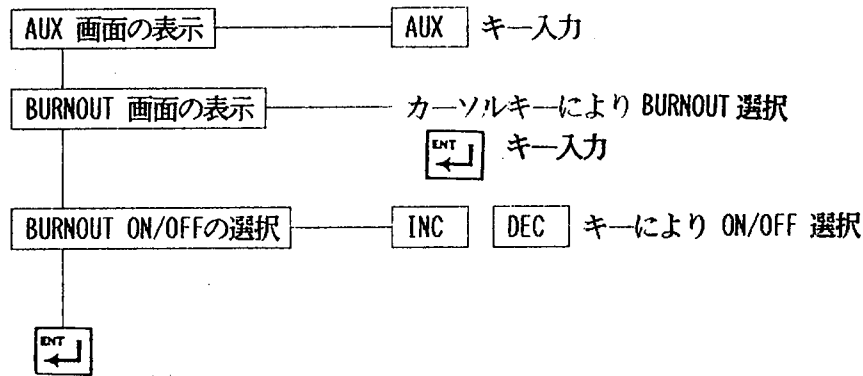 AUX 画面の表示 AUX キー入力
BURNOUT 画面の表示 カーソルキーにより BURNOUT 選択
ENT キー入力
BURNOUT ON/OFFの選択 INC DEC キーにより ON/OFF 選択
ENT